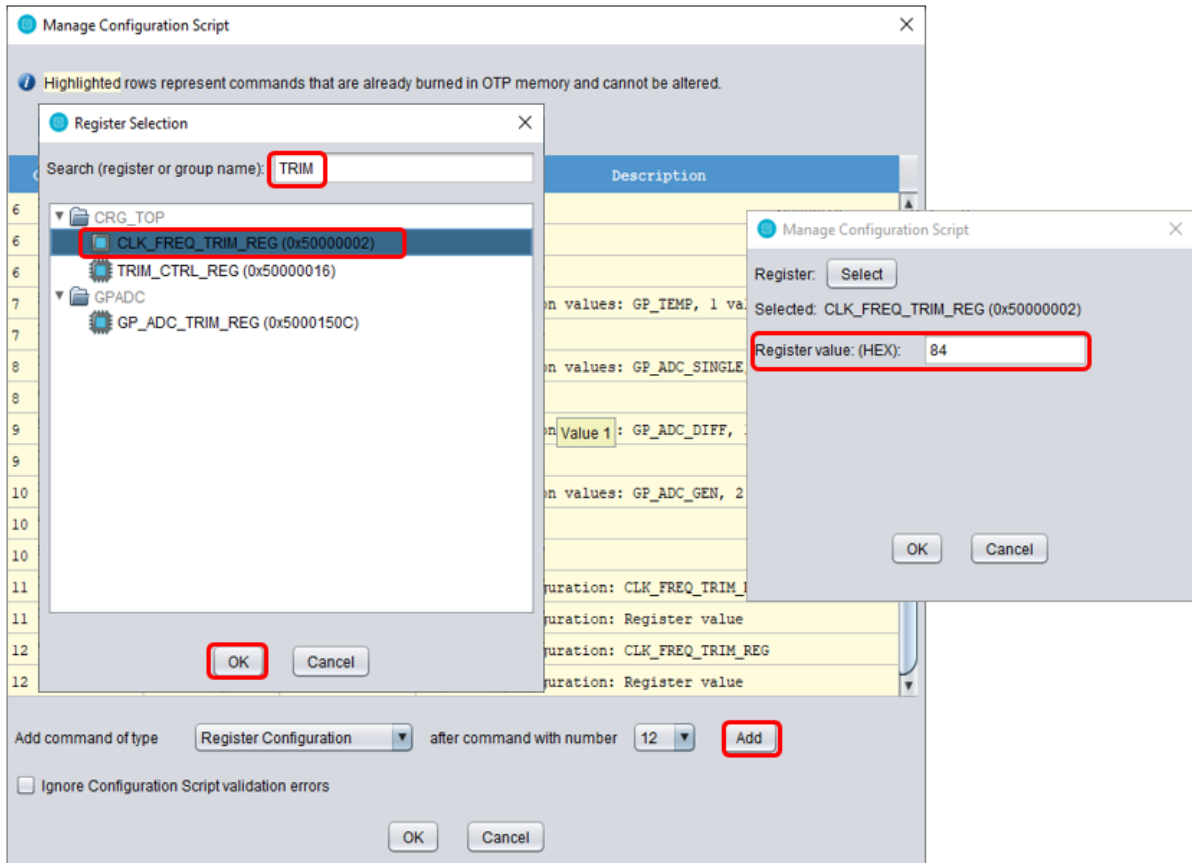 Manage Configuration Script
Highlighted rows represent commands that are already burned in OTP memory and cannot be altered.
Register Selection
Search (register or group name): TRIM
CRG_TOP
CLK_FREQ_TRIM_REG (0x50000002)
TRIM_CTRL_REG (0x50000016)
GPADC
GP_ADC_TRIM_REG (0x5000150C)
OK Cancel
Description
6
6
6
7 on values: GP_TEMP, 1
7
8 on values: GP_ADC_SINGLE,
8
9 on Value 1 : GP_ADC_DIFF,
9
10 on values: GP_ADC_GEN, 2
10
10
11 uration: CLK_FREQ_TRIM_
11 uration: Register value
12 uration: CLK_FREQ_TRIM_REG
12 uration: Register value
Manage Configuration Script
Register: Select
Selected: CLK_FREQ_TRIM_REG (0x50000002)
Register value: (HEX): 84
OK Cancel
Add command of type Register Configuration after command with number 12 Add
Ignore Configuration Script validation errors
OK Cancel